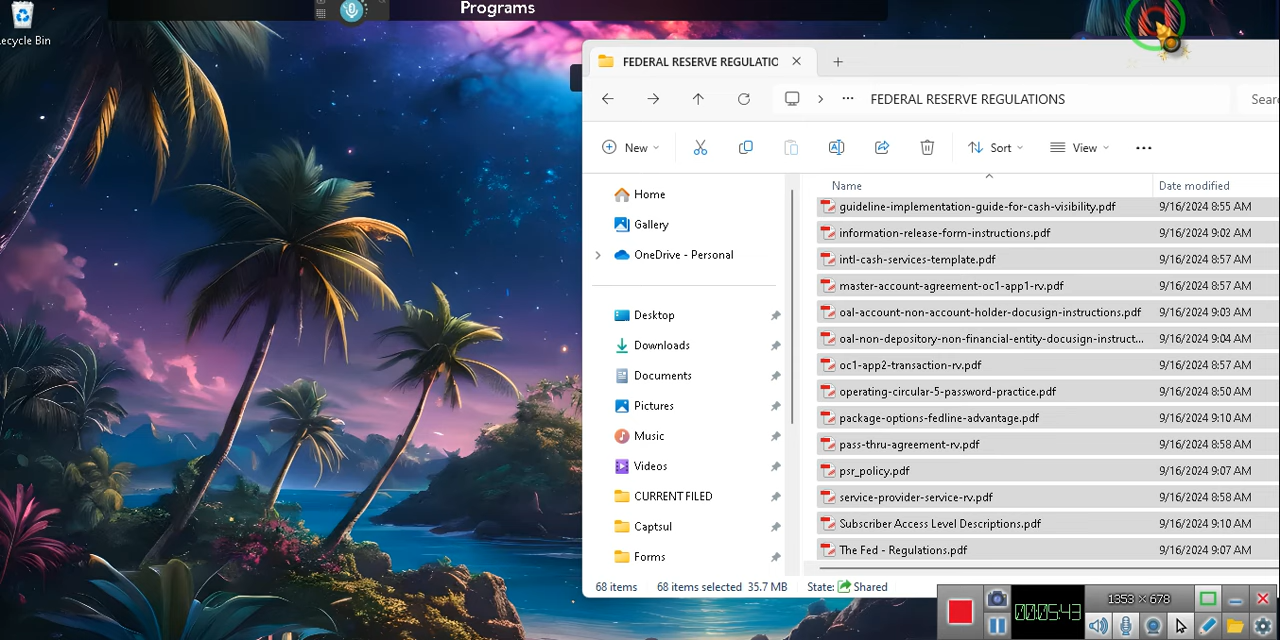 Programs
ecycle Bin
FEDERAL RESERVE REGULATIC
FEDERAL RESERVE REGULATIONS
Sear
New
Sort
View
Name
Date modified
Home
Gallery
OneDrive - Personal
Desktop
Downloads
Documents
Pictures
Music
Videos
CURRENT FILED
Captsul
Forms
guideline-implementation-guide-for-cash-visibility.pdf 9/16/2024 8:55 AM
information-release-form-instructions.pdf 9/16/2024 9:02 AM
intl-cash-services-template.pdf 9/16/2024 8:57 AM
master-account-agreement-oc1-app1-rv.pdf 9/16/2024 8:57 AM
oal-account-non-account-holder-docusign-instructions.pdf 9/16/2024 9:03 AM
oal-non-depository-non-financial-entity-docusign-instruct... 9/16/2024 9:04 AM
oc1-app2-transaction-rv.pdf 9/16/2024 8:57 AM
operating-circular-5-password-practice.pdf 9/16/2024 8:50 AM
package-options-fedline-advantage.pdf 9/16/2024 9:10 AM
pass-thru-agreement-rv.pdf 9/16/2024 8:58 AM
psr_policy.pdf 9/16/2024 9:07 AM
service-provider-service-rv.pdf 9/16/2024 8:58 AM
Subscriber Access Level Descriptions.pdf 9/16/2024 9:10 AM
The Fed - Regulations.pdf 9/16/2024 9:07 AM
68 items 68 items selected 35.7 MB State: Shared
00:05:43
1353 × 678